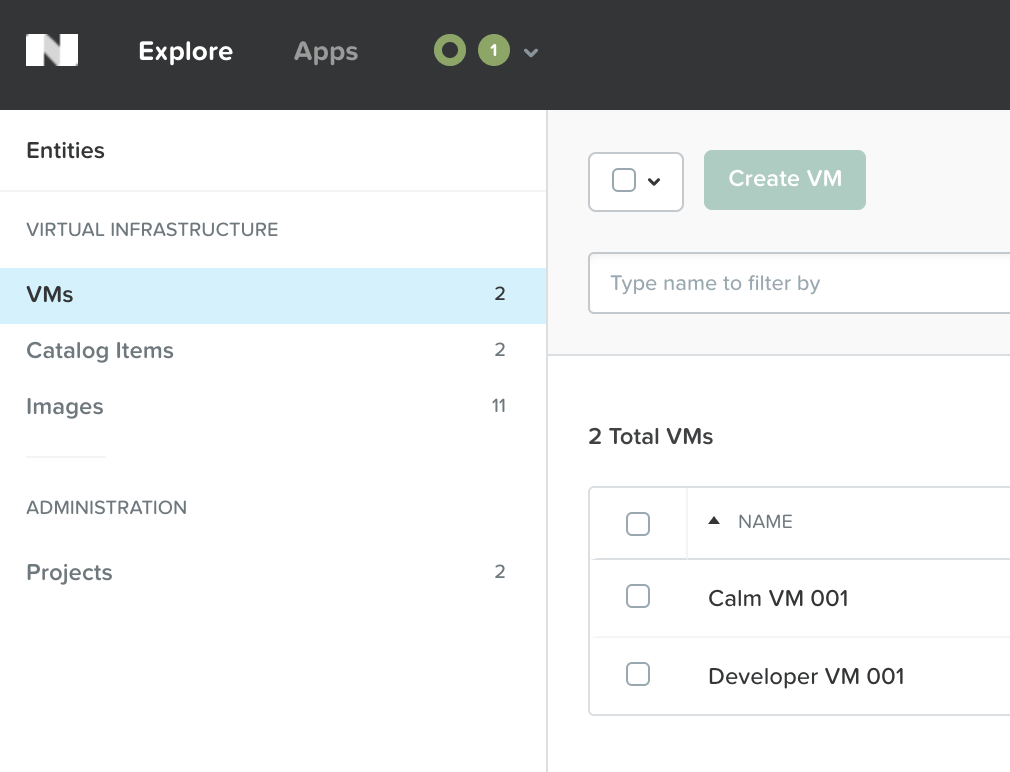 Explore Apps 1
Entities
VIRTUAL INFRASTRUCTURE
VMs 2
Catalog Items 2
Images 11
ADMINISTRATION
Projects 2
Create VM
Type name to filter by
2 Total VMs
NAME
Calm VM 001
Developer VM 001